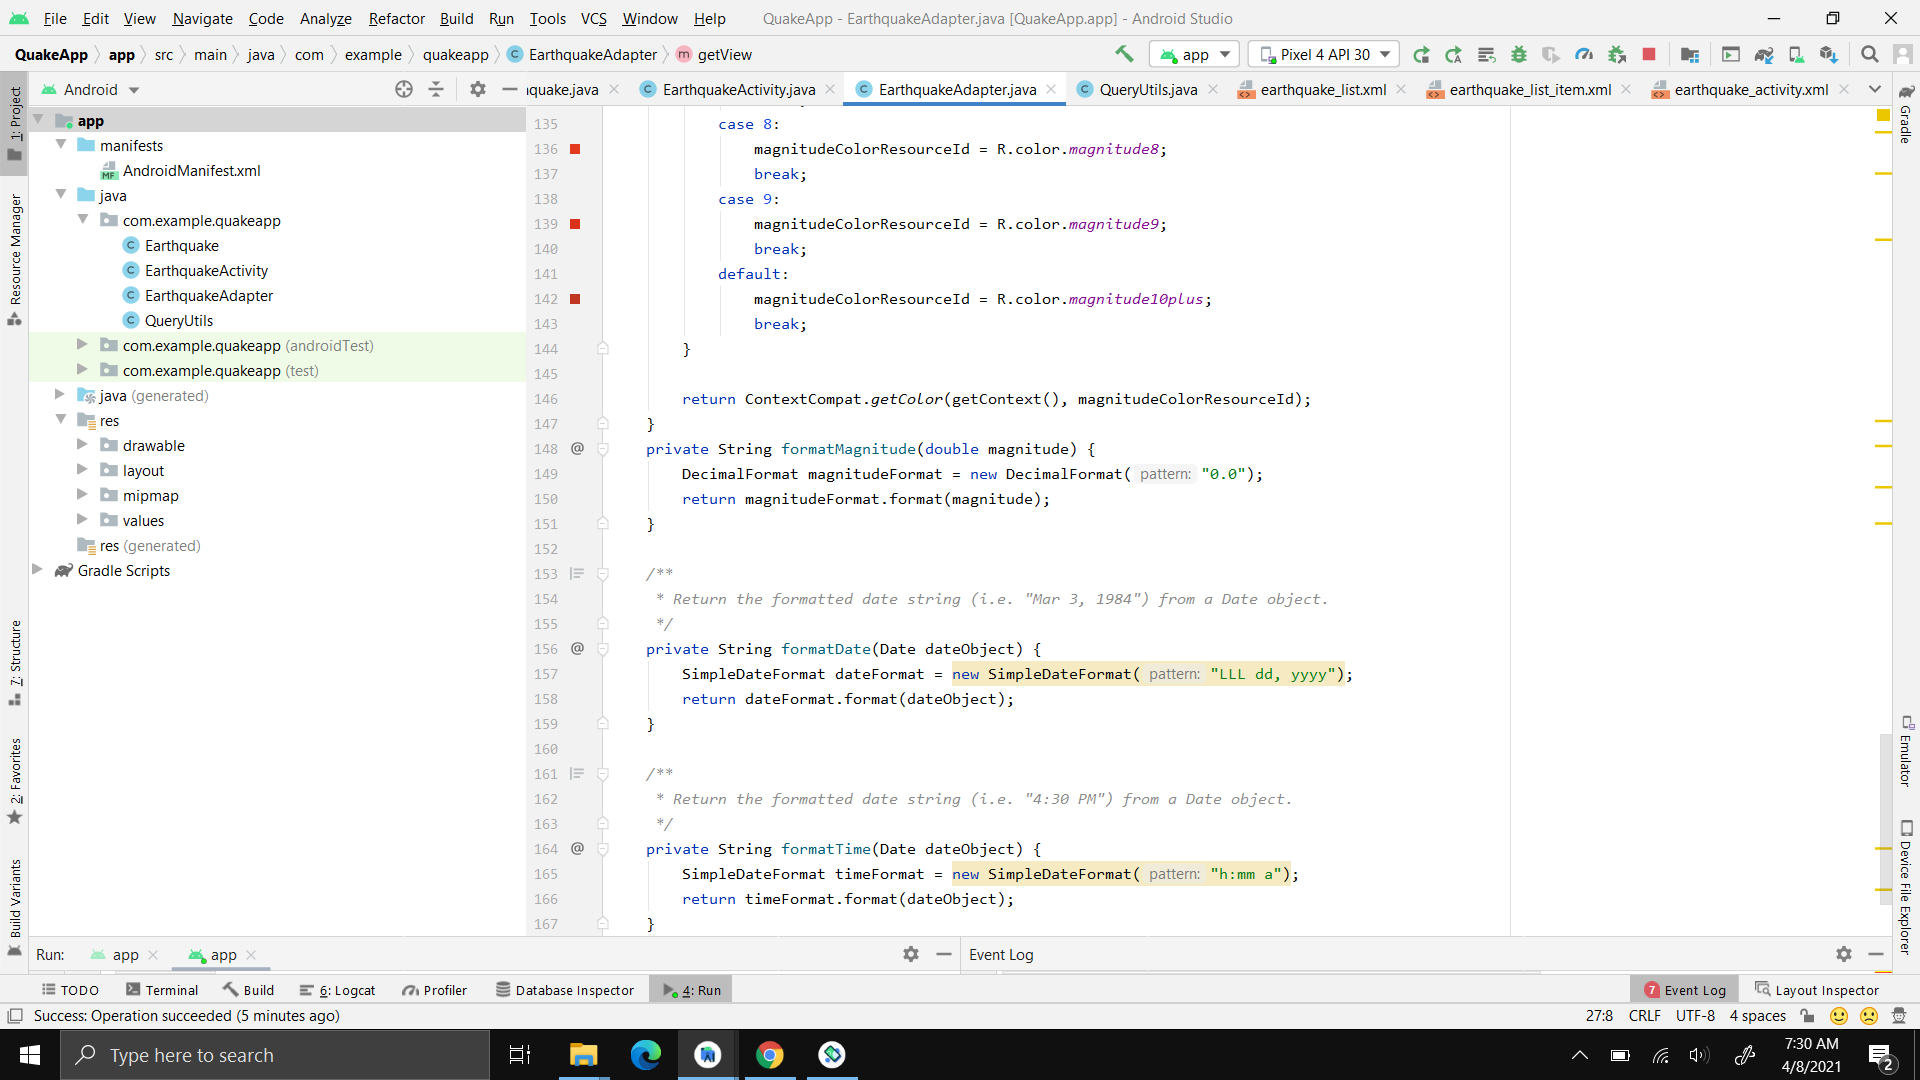 File Edit View Navigate Code Analyze Refactor Build Run Tools VCS Window Help QuakeApp - EarthquakeAdapter.java [QuakeApp.app] - Android Studio
QuakeApp app src main java com example quakeapp EarthquakeAdapter getView app Pixel 4 API 30
Android
nquake.java EarthquakeActivity.java EarthquakeAdapter.java QueryUtils.java earthquake_list.xml earthquake_list_item.xml earthquake_activity.xml
1: Project
Resource Manager
7: Structure
2: Favorites
Build Variants
app
manifests
AndroidManifest.xml
java
com.example.quakeapp
Earthquake
EarthquakeActivity
EarthquakeAdapter
QueryUtils
com.example.quakeapp (androidTest)
com.example.quakeapp (test)
java (generated)
res
drawable
layout
mipmap
values
res (generated)
Gradle Scripts
135 case 8:
136 magnitudeColorResourceId = R.color.magnitude8;
137 break;
138 case 9:
139 magnitudeColorResourceId = R.color.magnitude9;
140 break;
141 default:
142 magnitudeColorResourceId = R.color.magnitude10plus;
143 break;
144 }
145
146 return ContextCompat.getColor(getContext(), magnitudeColorResourceId);
147 }
148 @ private String formatMagnitude(double magnitude) {
149 DecimalFormat magnitudeFormat = new DecimalFormat( pattern: "0.0");
150 return magnitudeFormat.format(magnitude);
151 }
152
153 /**
154 * Return the formatted date string (i.e. "Mar 3, 1984") from a Date object.
155 */
156 @ private String formatDate(Date dateObject) {
157 SimpleDateFormat dateFormat = new SimpleDateFormat( pattern: "LLL dd, yyyy");
158 return dateFormat.format(dateObject);
159 }
160
161 /**
162 * Return the formatted date string (i.e. "4:30 PM") from a Date object.
163 */
164 @ private String formatTime(Date dateObject) {
165 SimpleDateFormat timeFormat = new SimpleDateFormat( pattern: "h:mm a");
166 return timeFormat.format(dateObject);
167 }
Gradle
Emulator
Device File Explorer
Run: app app Event Log
TODO Terminal Build 6: Logcat Profiler Database Inspector 4: Run 7 Event Log Layout Inspector
Success: Operation succeeded (5 minutes ago) 27:8 CRLF UTF-8 4 spaces
Type here to search
7:30 AM
4/8/2021
2